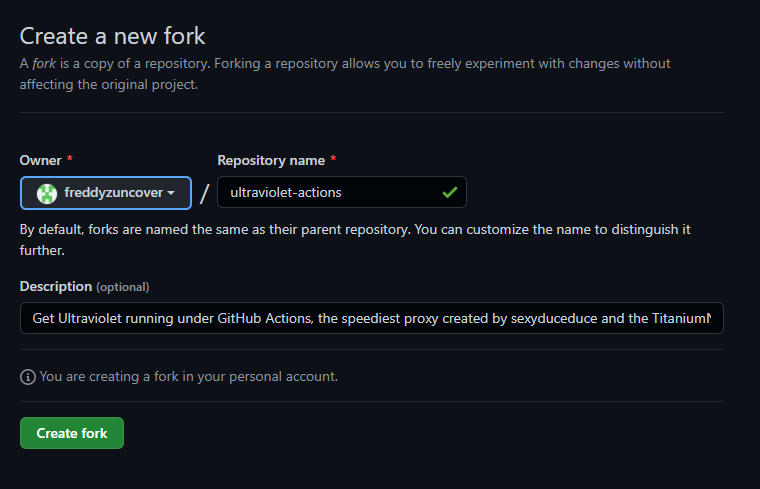 Create a new fork
A fork is a copy of a repository. Forking a repository allows you to freely experiment with changes without
affecting the original project.
Owner * Repository name *
freddyzuncover / ultraviolet-actions
By default, forks are named the same as their parent repository. You can customize the name to distinguish it
further.
Description (optional)
Get Ultraviolet running under GitHub Actions, the speediest proxy created by sexyduceduce and the Titanium
You are creating a fork in your personal account.
Create fork